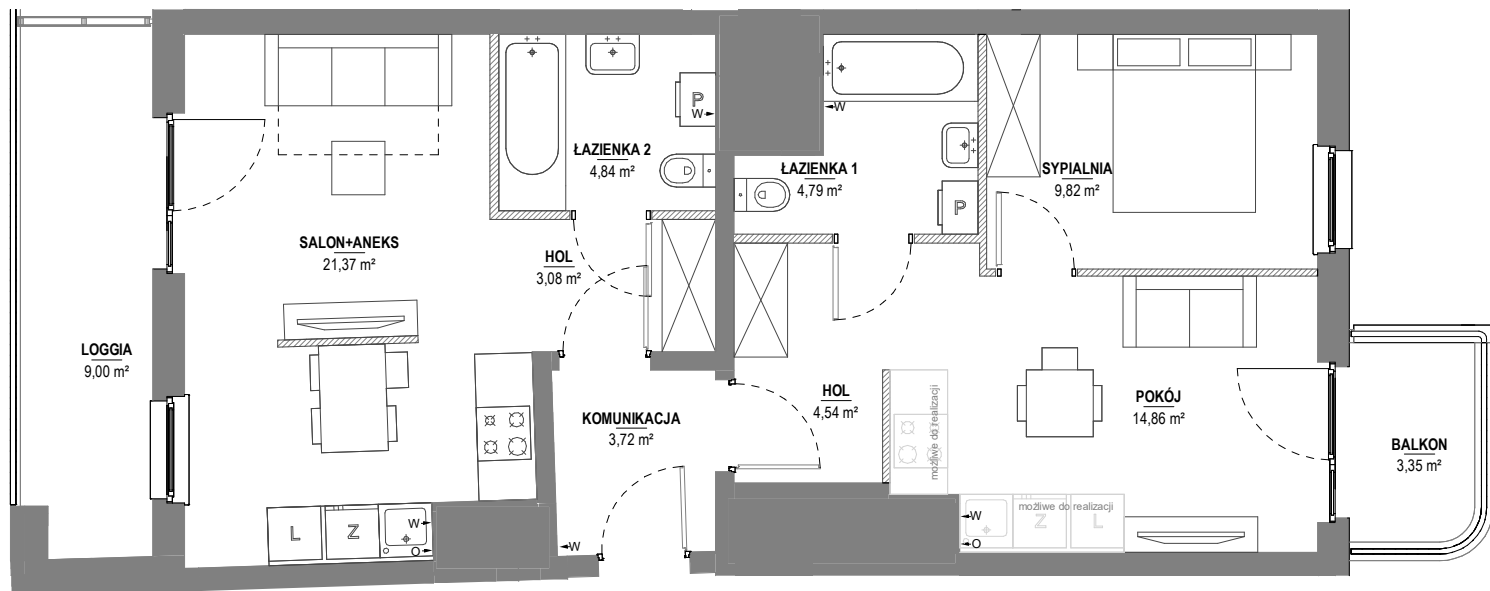 ŁAZIENKA 2
4,84 m²
P
W
W
ŁAZIENKA 1
4,79 m²
P
SYPIALNIA
9,82 m²
SALON+ANEKS
21,37 m²
HOL
3,08 m²
LOGGIA
9,00 m²
KOMUNIKACJA
3,72 m²
HOL
4,54 m²
możliwe do realizacji
POKÓJ
14,86 m²
BALKON
3,35 m²
L
Z
W
O
W
W
O
możliwe do realizacji
Z
L